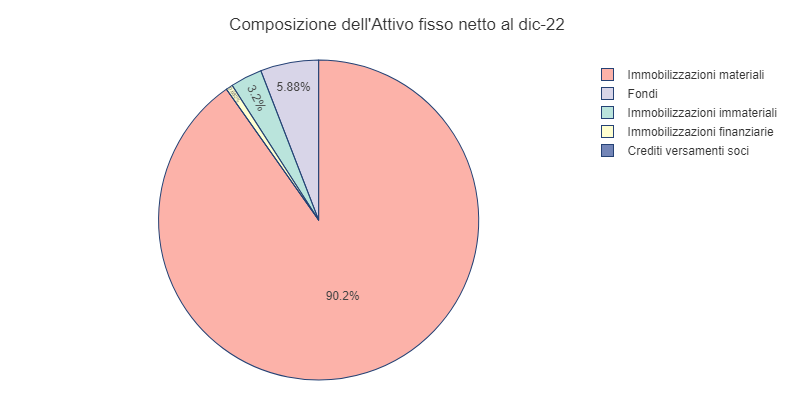 Composizione dell'Attivo fisso netto al dic-22
5.88%
3.2%
90.2%
Immobilizzazioni materiali
Fondi
Immobilizzazioni immateriali
Immobilizzazioni finanziarie
Crediti versamenti soci